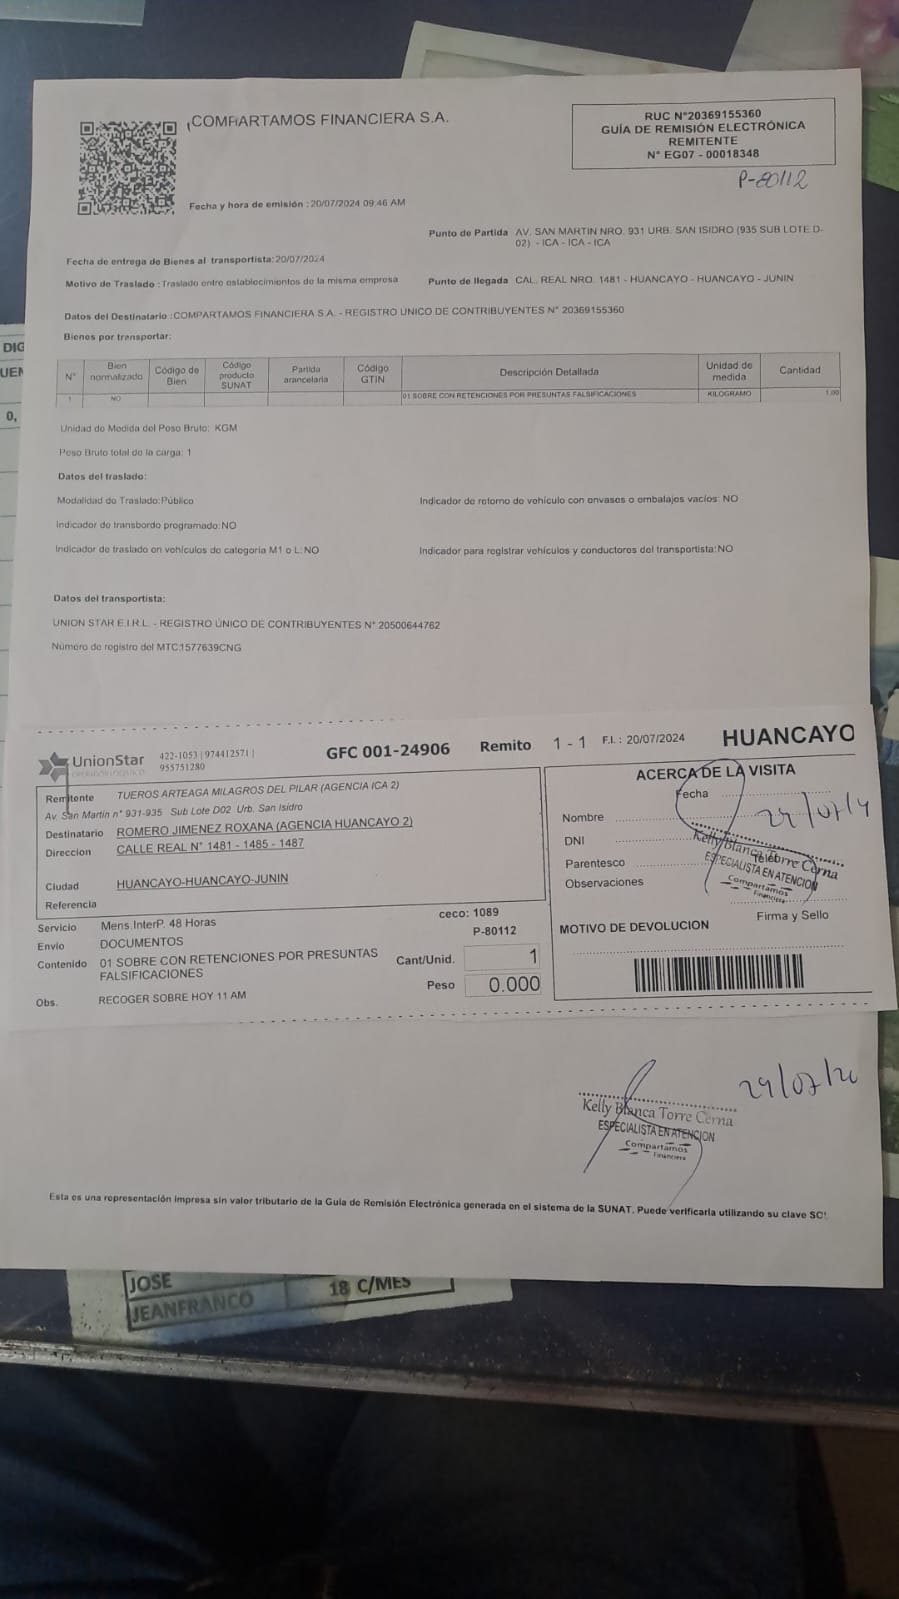 COMPARTAMOS FINANCIERA S.A.
RUC N°20369155360
GUÍA DE REMISIÓN ELECTRÓNICA
REMITENTE
N° EG07 - 00018348
P-80112
Fecha y hora de emisión : 20/07/2024 09:46 AM
Punto de Partida AV. SAN MARTIN NRO. 931 URB. SAN ISIDRO (935 SUB LOTE D-
02) - ICA - ICA - ICA
Fecha de entrega de Bienes al transportista:20/07/2024
Motivo de Traslado :Traslado entre establecimientos de la misma empresa
Punto de llegada CAL. REAL NRO. 1481 - HUANCAYO - HUANCAYO - JUNIN
Datos del Destinatario :COMPARTAMOS FINANCIERA S.A. - REGISTRO ÚNICO DE CONTRIBUYENTES N° 20369155360
Bienes por transportar:
N° Bien normalizado Código de Bien Código producto SUNAT Partida arancelaria Código GTIN Descripción Detallada Unidad de medida Cantidad
1 NO 01 SOBRE CON RETENCIONES POR PRESUNTAS FALSIFICACIONES KILOGRAMO 1.00
Unidad de Medida del Peso Bruto: KGM
Peso Bruto total de la carga: 1
Datos del traslado:
Modalidad de Traslado:Público
Indicador de retorno de vehículo con envases o embalajes vacíos: NO
Indicador de transbordo programado:NO
Indicador de traslado en vehículos de categoría M1 o L:NO
Indicador para registrar vehículos y conductores del transportista:NO
Datos del transportista:
UNION STAR E.I.R.L. - REGISTRO ÚNICO DE CONTRIBUYENTES N° 20500644762
Número de registro del MTC:1577639CNG
UnionStar
422-1053 | 974412571 |
955751280
GFC 001-24906
Remito 1 - 1
F.I. : 20/07/2024
HUANCAYO
Remitente TUEROS ARTEAGA MILAGROS DEL PILAR (AGENCIA ICA 2)
Av. San Martin n° 931-935 Sub Lote D02 Urb. San Isidro
Destinatario ROMERO JIMENEZ ROXANA (AGENCIA HUANCAYO 2)
Direccion CALLE REAL N° 1481 - 1485 - 1487
Ciudad HUANCAYO-HUANCAYO-JUNIN
Referencia
Servicio Mens.InterP. 48 Horas
Envio DOCUMENTOS
Contenido 01 SOBRE CON RETENCIONES POR PRESUNTAS
FALSIFICACIONES
Obs. RECOGER SOBRE HOY 11 AM
ceco: 1089
P-80112
Cant/Unid. 1
Peso 0.000
ACERCA DE LA VISITA
Fecha
Nombre
DNI
Teléf
Parentesco
Observaciones
Kelly Blanca Torre Cerna
ESPECIALISTA EN ATENCION
Compartamos
Financiera
Firma y Sello
MOTIVO DE DEVOLUCION
Kelly Blanca Torre Cerna
ESPECIALISTA EN ATENCION
Compartamos
Financiera
Esta es una representación impresa sin valor tributario de la Guía de Remisión Electrónica generada en el sistema de la SUNAT. Puede verificarla utilizando su clave SOL
JOSE
JEANFRANCO
18 C/MES
DIG
UEN
0,